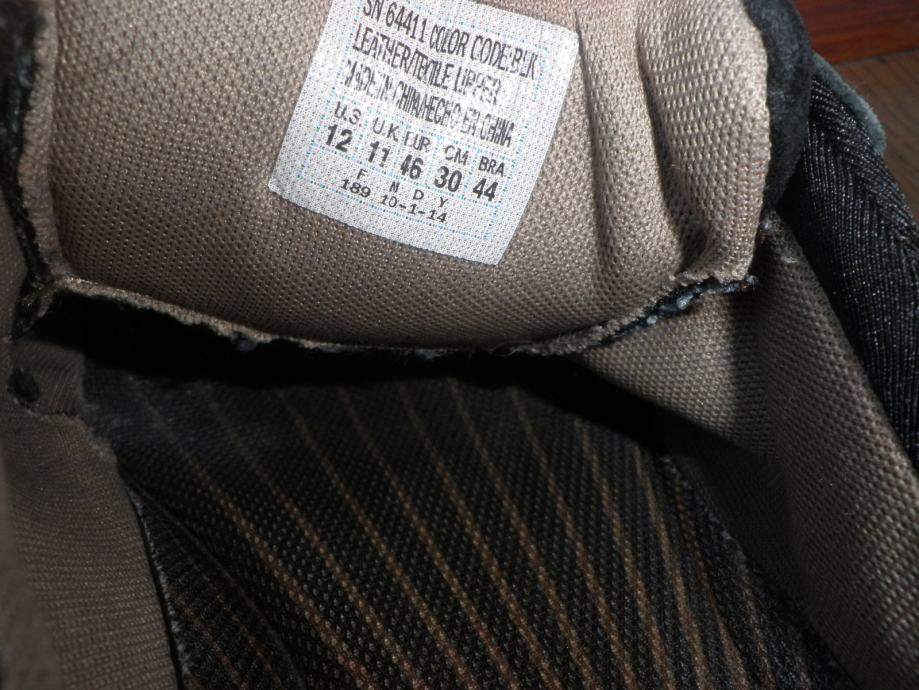 SN 64411 COLOR CODE:BLK
LEATHER/TECTILE UPPER
MADE IN CHINA/HECHO EN CHINA
U.S U.K EUR CM BRA
12 11 46 30 44
F M D Y
189 10-1-14